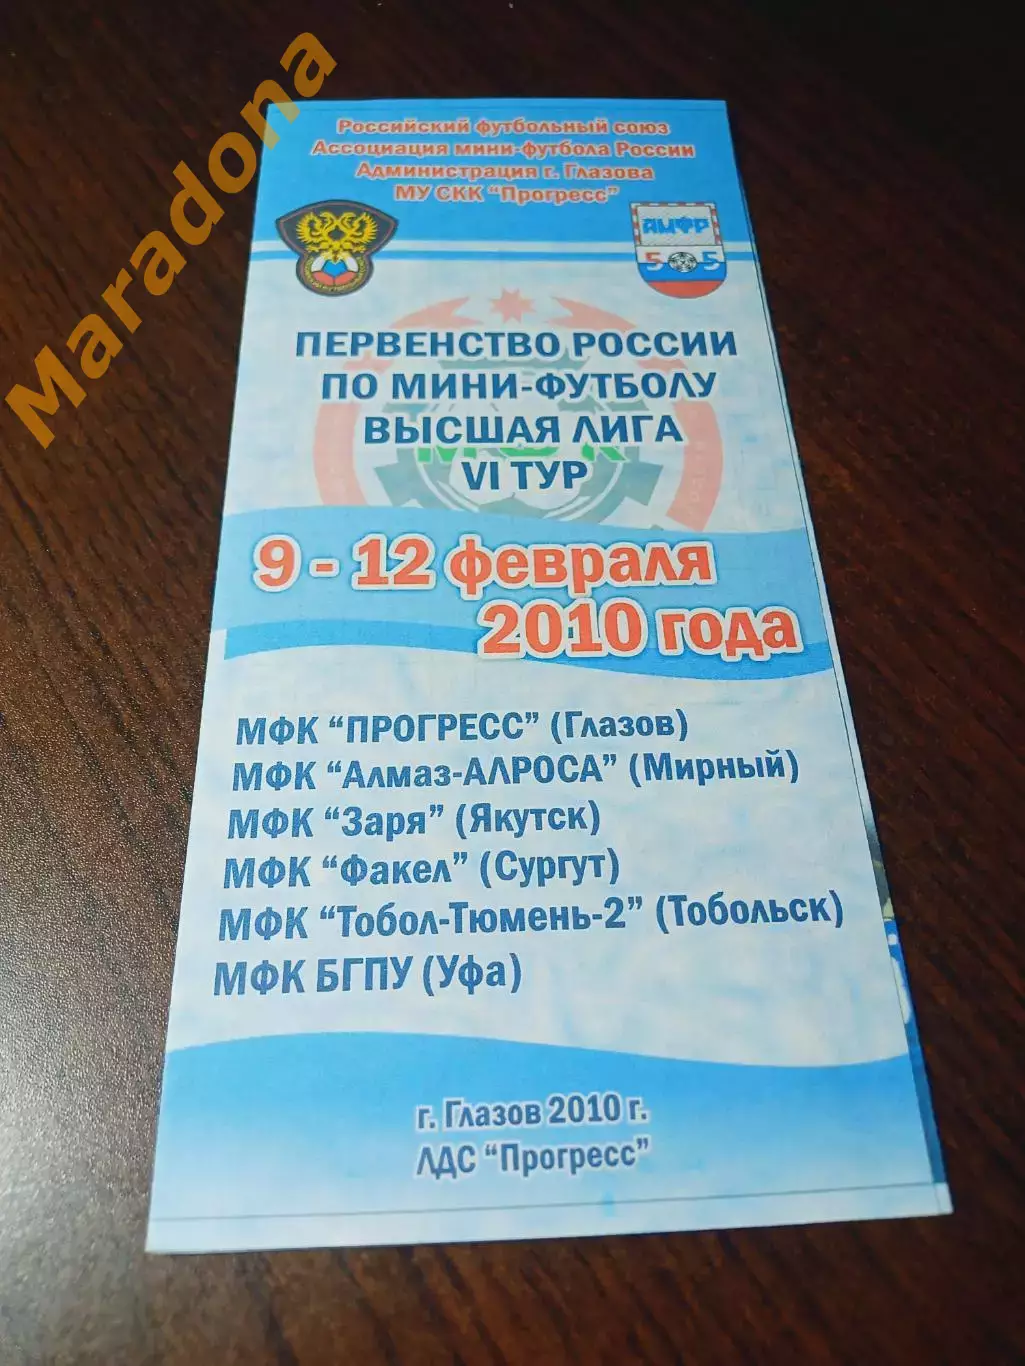 Maradona
Российский футбольный союз
Ассоциация мини-футбола России
Администрация г. Глазова
МУ СКК "Прогресс"
АМФР
5 5
ПЕРВЕНСТВО РОССИИ
ПО МИНИ-ФУТБОЛУ
ВЫСШАЯ ЛИГА
VI ТУР
9 - 12 февраля
2010 года
МФК "ПРОГРЕСС" (Глазов)
МФК "Алмаз-АЛРОСА" (Мирный)
МФК "Заря" (Якутск)
МФК "Факел" (Сургут)
МФК "Тобол-Тюмень-2" (Тобольск)
МФК БГПУ (Уфа)
г. Глазов 2010 г.
ЛДС "Прогресс"